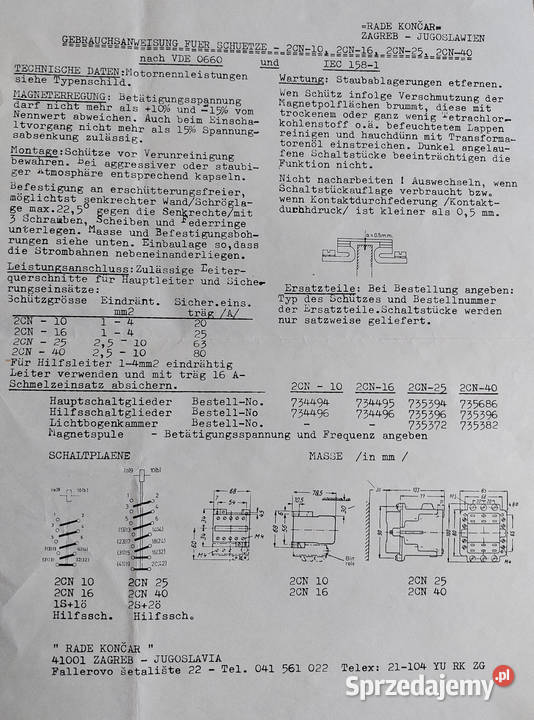 =RADE KONČAR=
ZAGREB - JUGOSLAWIEN
GEBRAUCHSANWEISUNG FUER SCHUETZE - 2CN-10, 2CN-16, 2CN-25, 2CN-40
nach VDE 0660 und IEC 158-1
TECHNISCHE DATEN:Motornennleistungen
siehe Typenschild.
MAGNETERREGUNG: Betätigungsspannung
darf nicht mehr als +10% und -15% vom
Nennwert abweichen. Auch beim Einscha-
ltvorgang nicht mehr als 15% Spannung-
sabsenkung zulässig.
Montage:Schütze vor Verunreinigung
bewahren. Bei aggressiver oder staubi-
ger Atmosphäre entsprechend kapseln.
Befestigung an erschütterungsfreier,
möglichtst senkrechter Wand/Schrägla-
ge max.22,5° gegen die Senkrechte/mit
5 Schrauben, Scheiben und Federringe
unterlegen. Masse und Befestigungsboh-
rungen siehe unten. Einbaulage so,dass
die Strombahnen nebeneinanderliegen.
Leistungsanschluss:Zulässige Leiter-
querschnitte für Hauptleiter und Siche-
rungseinsätze:
Schützgrösse Eindränt. Sicher.eins.
mm2 träg /A/
2CN - 10 1 - 4 20
2CN - 16 1 - 4 25
2CN - 25 2,5 - 10 63
2CN - 40 2,5 - 10 80
Für Hilfsleiter 1-4mm2 eindrähtig
Leiter verwenden und mit träg 16 A-
Schmelzeinsatz absichern.
Wartung: Staubablagerungen etfernen.
Wen Schütz infolge Verschmutzung der
Magnetpolflächen brummt, diese mit
trockenem oder ganz wenig Tetrachlor-
kohlenstoff o.ä. befeuchtetem Lappen
reinigen und hauchdünn mit Transforma-
torenöl einstreichen. Dunkel angelau-
fene Schaltstücke beeinträchtigen die
Funktion nicht.
Nicht nacharbeiten ! Auswechseln, wenn
Schaltstückauflage verbraucht bzw.
wenn Kontaktdurchfederung /Kontakt-
durchdruck/ ist kleiner als 0,5 mm.
a<0.5mm
Ersatzteile: Bei Bestellung angeben:
Typ des Schützes und Bestellnummer
der Ersatzteile.Schaltstücke werden
nur satzweise geliefert.
2CN - 10 2CN-16 2CN-25 2CN-40
Hauptschaltglieder Bestell-No. 734494 734495 735394 735686
Hilfsschaltglieder Bestell-No 734496 734496 735396 735396
Lichtbogenkammer Bestell-No. - - 735372 735382
Magnetspule - Betätigungsspannung und Frequenz angeben
SCHALTPLAENE MASSE /in mm /
2CN 10 2CN 25 2CN 10 2CN 25
2CN 16 2CN 40 2CN 16 2CN 40
1S+1ö 2S+2ö
Hilfssch. Hilfssch.
" RADE KONČAR "
41001 ZAGREB - JUGOSLAVIA
Fallerovo šetalište 22 - Tel. 041 561 022 Telex: 21-104 YU RK ZG
Sprzedajemy.pl